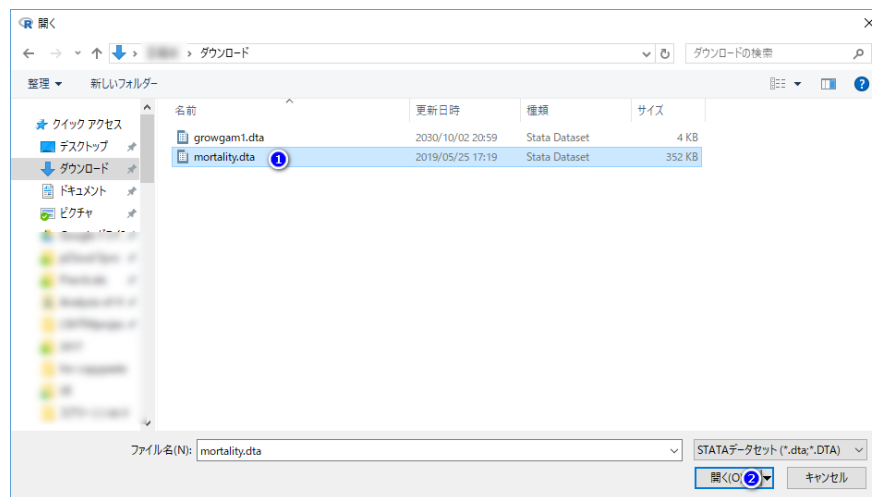 開く
ダウンロード
ダウンロードの検索
整理
新しいフォルダー
名前
更新日時
種類
サイズ
クイック アクセス
デスクトップ
ダウンロード
ドキュメント
ピクチャ
growgam1.dta 2030/10/02 20:59 Stata Dataset 4 KB
mortality.dta 1 2019/05/25 17:19 Stata Dataset 352 KB
ファイル名(N): mortality.dta
STATAデータセット (*.dta;*.DTA)
開く(O) 2
キャンセル